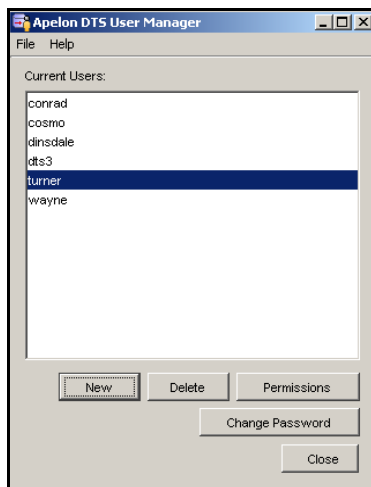 Apelon DTS User Manager
File Help
Current Users:
conrad
cosmo
dinsdale
dts3
turner
wayne
New Delete Permissions
Change Password
Close